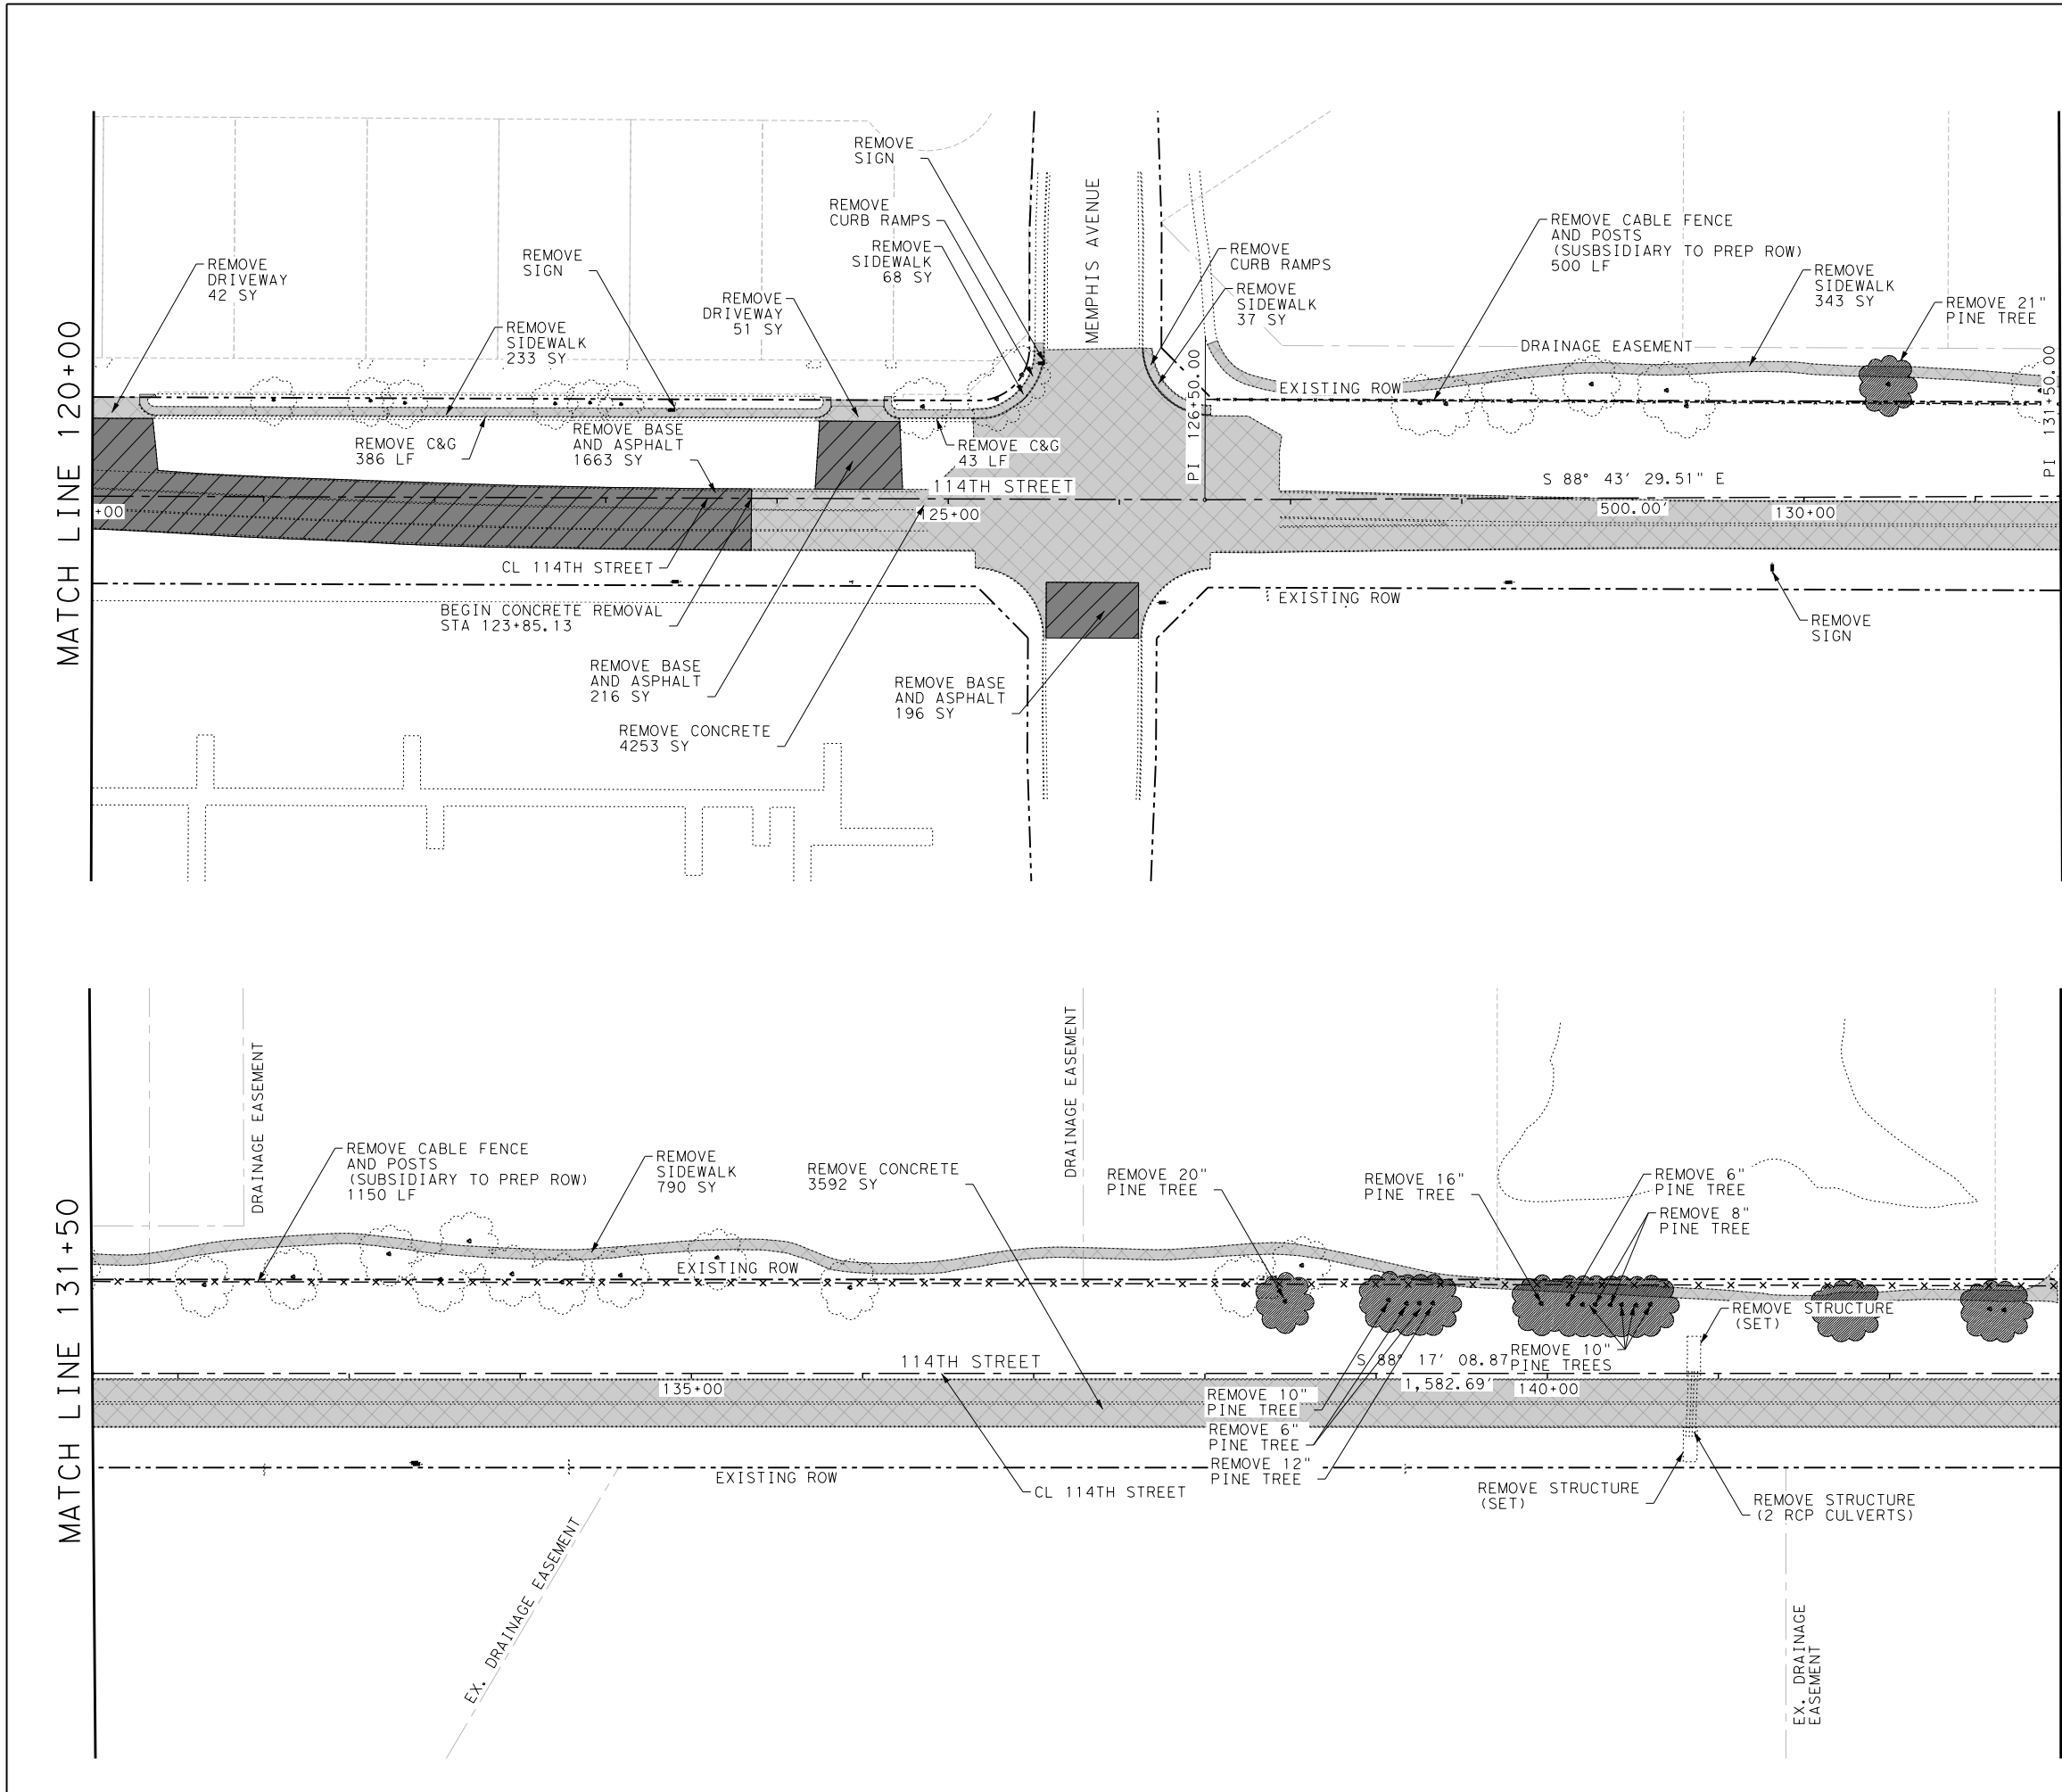 MATCH LINE 120+00
REMOVE
DRIVEWAY
42 SY
REMOVE
SIDEWALK
233 SY
REMOVE
SIGN
REMOVE
DRIVEWAY
51 SY
REMOVE
SIGN
REMOVE
CURB RAMPS
REMOVE
SIDEWALK
68 SY
MEMPHIS AVENUE
REMOVE
CURB RAMPS
REMOVE
SIDEWALK
37 SY
REMOVE CABLE FENCE
AND POSTS
(SUSBSIDIARY TO PREP ROW)
500 LF
REMOVE
SIDEWALK
343 SY
REMOVE 21"
PINE TREE
DRAINAGE EASEMENT
EXISTING ROW
PI 126+50.00
PI 131+50.00
REMOVE C&G
386 LF
REMOVE BASE
AND ASPHALT
1663 SY
REMOVE C&G
43 LF
114TH STREET
S 88° 43' 29.51" E
+00
125+00
500.00'
130+00
CL 114TH STREET
BEGIN CONCRETE REMOVAL
STA 123+85.13
EXISTING ROW
REMOVE
SIGN
REMOVE BASE
AND ASPHALT
216 SY
REMOVE BASE
AND ASPHALT
196 SY
REMOVE CONCRETE
4253 SY
MATCH LINE 131+50
DRAINAGE EASEMENT
REMOVE CABLE FENCE
AND POSTS
(SUBSIDIARY TO PREP ROW)
1150 LF
REMOVE
SIDEWALK
790 SY
REMOVE CONCRETE
3592 SY
DRAINAGE EASEMENT
REMOVE 20"
PINE TREE
REMOVE 16"
PINE TREE
REMOVE 6"
PINE TREE
REMOVE 8"
PINE TREE
EXISTING ROW
REMOVE STRUCTURE
(SET)
114TH STREET
S 88° 17' 08.87
REMOVE 10"
PINE TREES
135+00
1,582.69'
140+00
REMOVE 10"
PINE TREE
REMOVE 6"
PINE TREE
REMOVE 12"
PINE TREE
EXISTING ROW
CL 114TH STREET
REMOVE STRUCTURE
(SET)
REMOVE STRUCTURE
(2 RCP CULVERTS)
EX. DRAINAGE EASEMENT
EX. DRAINAGE
EASEMENT